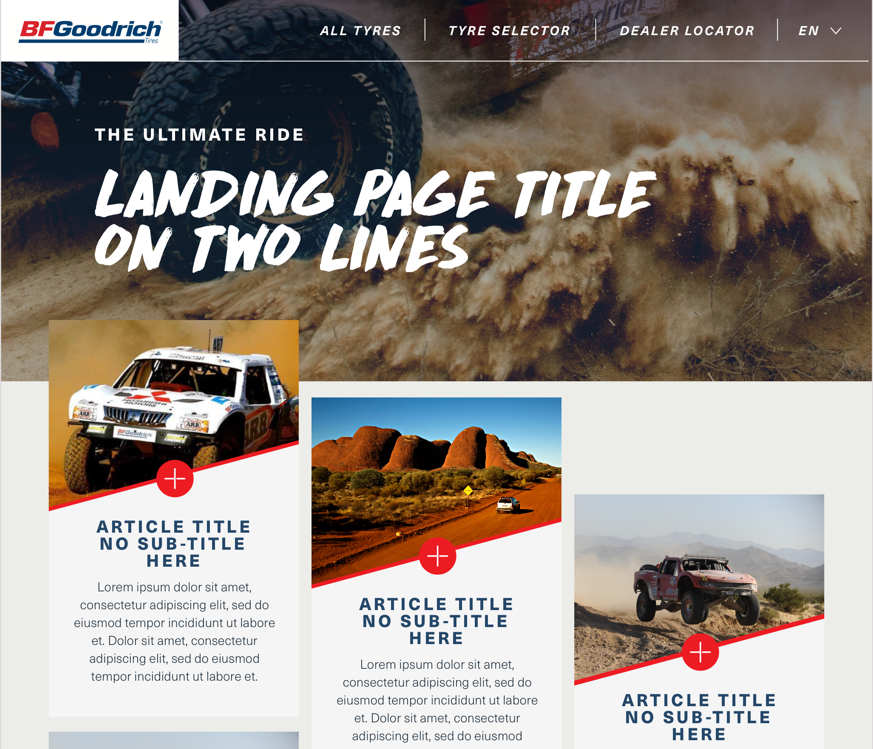 BFGoodrich
Tires
ALL TYRES
TYRE SELECTOR
DEALER LOCATOR
EN
THE ULTIMATE RIDE
LANDING PAGE TITLE
ON TWO LINES
BFGoodrich
ARTICLE TITLE
NO SUB-TITLE
HERE
Lorem ipsum dolor sit amet,
consectetur adipiscing elit, sed do
eiusmod tempor incididunt ut labore
et. Dolor sit amet, consectetur
adipiscing elit, sed do eiusmod
tempor incididunt ut labore et.
ARTICLE TITLE
NO SUB-TITLE
HERE
Lorem ipsum dolor sit amet,
consectetur adipiscing elit, sed do
eiusmod tempor incididunt ut labore
et. Dolor sit amet, consectetur
adipiscing elit, sed do eiusmod
ARTICLE TITLE
NO SUB-TITLE
HERE